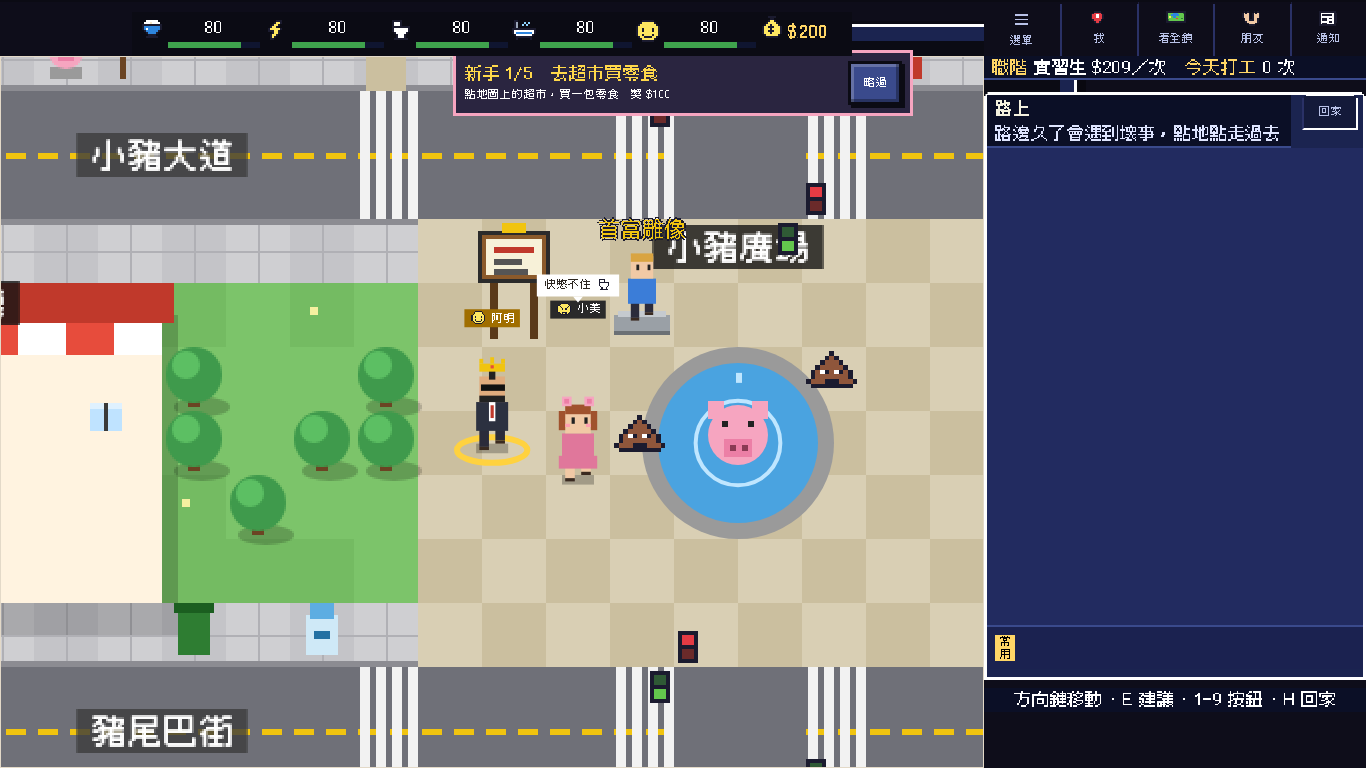 80 80 80 80 80 $200
選單 我 看全鎮 朋友 通知
職階 實習生 $209／次 今天打工 0 次
新手 1/5 去超市買零食
點地圖上的超市，買一包零食 獎 $100
略過
路上
路邊久了會遇到壞事，點地點走過去
回家
小豬大道
首富雕像
小豬廣場
快憋不住
小美
阿明
豬尾巴街
常用
方向鍵移動 · E 建議 · 1-9 按鈕 · H 回家